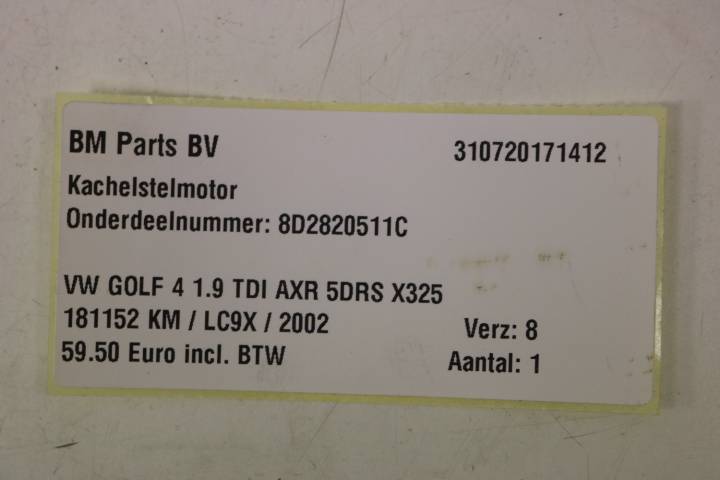 BM Parts BV 310720171412
Kachelstelmotor
Onderdeelnummer: 8D2820511C
VW GOLF 4 1.9 TDI AXR 5DRS X325
181152 KM / LC9X / 2002 Verz: 8
59.50 Euro incl. BTW Aantal: 1